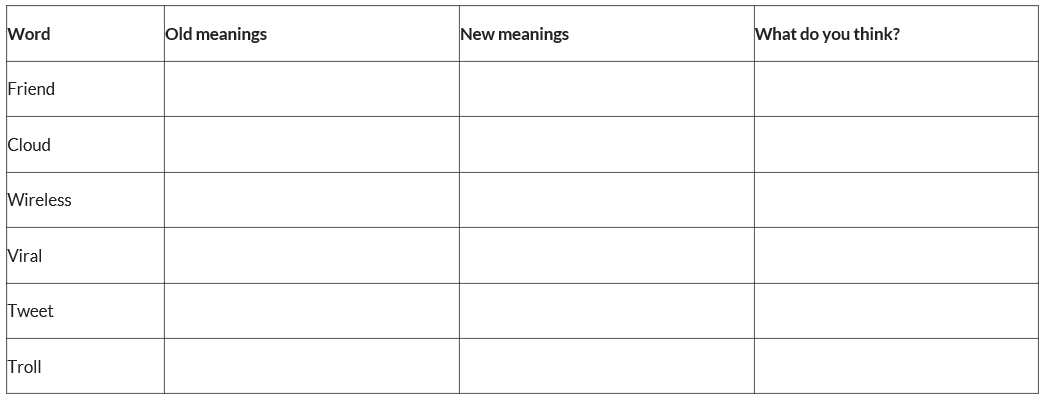 Word Old meanings New meanings What do you think?
Friend
Cloud
Wireless
Viral
Tweet
Troll